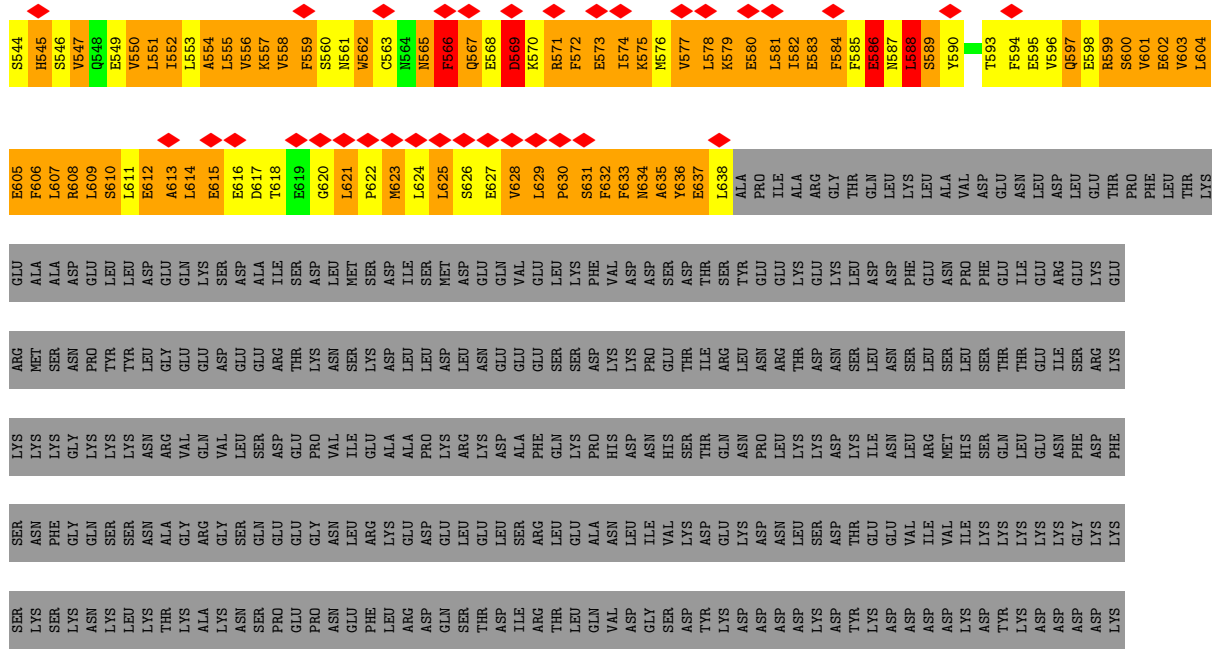 S544 H545 S546 V547 Q548 E549 V550 L551 I552 L553 A554 L555 V556 K557 V558 F559 S560 N561 W562 C563 N564 N565 F566 Q567 E568 D569 K570 R571 F572 E573 I574 K575 M576 V577 L578 K579 E580 L581 I582 E583 F584 F585 E586 N587 L588 S589 Y590 T593 F594 E595 V596 Q597 E598 R599 S600 V601 E602 V603 L604
E605 F606 L607 R608 L609 S610 L611 E612 A613 L614 E615 E616 D617 T618 E619 G620 L621 P622 M623 L624 L625 S626 E627 V628 L629 P630 S631 F632 F633 N634 A635 Y636 E637 L638 ALA PRO ILE ALA ARG GLY THR GLN LEU LYS LEU ALA VAL ASP GLU ASN LEU ASP LEU GLU THR PRO PHE LEU THR LYS
GLU ALA ALA ASP GLU LEU LEU ASP GLU GLN LYS SER ASP ALA ILE SER ASP LEU MET SER ASP ILE SER MET ASP GLU GLN VAL GLU LEU LYS PHE VAL ASP ASP SER ASP THR SER TYR GLU GLU LYS GLU LYS LEU ASP ASP PHE GLU ASN PRO PHE GLU ILE ARG GLU LYS GLU
ARG MET SER ASN PRO TYR TYR LEU GLY GLU GLU ASP GLU GLU ARG THR LYS ASN SER LYS ASP LEU LEU ASP LEU ASN GLU GLU GLU SER SER ASP LYS LYS PRO GLU THR ILE ARG LEU ASN ARG THR ASP ASN SER LEU ASN SER LEU SER LEU SER THR THR GLU ILE SER ARG LYS
LYS LYS LYS GLY LYS LYS LYS ASN ARG VAL GLN VAL LEU SER ASP GLU PRO VAL ILE GLU ALA ALA PRO LYS ARG LYS ASP ALA PHE GLN LYS PRO HIS ASP ASN HIS SER THR GLN ASN PRO LEU LYS LYS ASP LYS ILE ASN LEU ARG MET HIS SER GLN LEU GLU ASN PHE ASP PHE
SER ASN PHE GLY GLN SER SER ASN ALA GLY ARG GLY SER GLN GLU GLY ASN LEU ARG LYS GLU ASP GLU LEU GLU LEU SER ARG LEU GLU ALA ASN LEU ILE VAL LYS ASP GLU LYS ASP ASN LEU SER ASP THR GLU GLU VAL ILE VAL ILE LYS LYS LYS LYS LYS GLY LYS LYS
SER LYS SER LYS ASN LYS LEU LYS THR LYS ALA LYS ASN SER PRO GLU PRO ASN GLU PHE LEU ARG ASP GLN SER THR ASP ILE ARG THR LEU GLN VAL ASP GLY SER ASP TYR LYS ASP ASP ASP ASP LYS ASP TYR LYS ASP ASP ASP ASP LYS ASP TYR LYS ASP ASP ASP ASP LYS